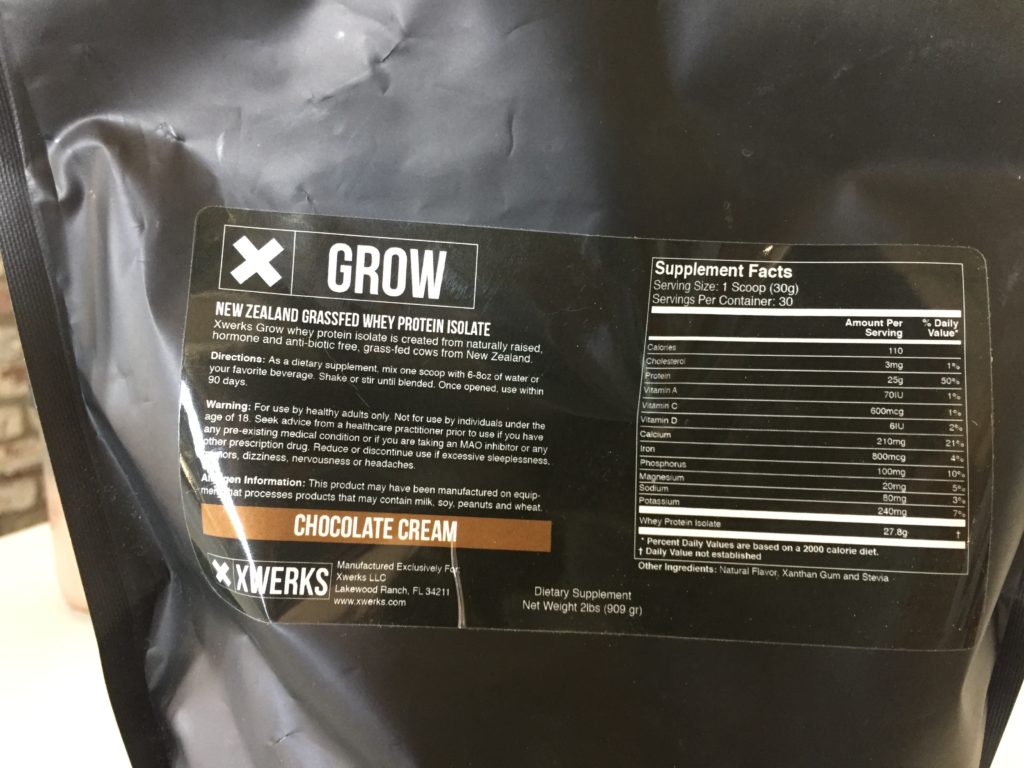 GROW
NEW ZEALAND GRASSFED WHEY PROTEIN ISOLATE
Xwerks Grow whey protein isolate is created from naturally raised,
hormone and anti-biotic free, grass-fed cows from New Zealand.
Directions: As a dietary supplement, mix one scoop with 6-8oz of water or
your favorite beverage. Shake or stir until blended. Once opened, use within
90 days.
Warning: For use by healthy adults only. Not for use by individuals under the
age of 18. Seek advice from a healthcare practitioner prior to use if you have
any pre-existing medical condition or if you are taking an MAO inhibitor or any
other prescription drug. Reduce or discontinue use if excessive sleeplessness,
dizziness, nervousness or headaches.
Allergen Information: This product may have been manufactured on equip-
ment that processes products that may contain milk, soy, peanuts and wheat.
CHOCOLATE CREAM
XWERKS
Manufactured Exclusively For:
Xwerks LLC
Lakewood Ranch, FL 34211
www.xwerks.com
Dietary Supplement
Net Weight 2lbs (909 gr)
Supplement Facts
Serving Size: 1 Scoop (30g)
Servings Per Container: 30
Amount Per Serving % Daily Value*
Calories 110
Cholesterol 3mg 1%
Protein 25g 50%
Vitamin A 70IU 1%
Vitamin C 600mcg 1%
Vitamin D 6IU 2%
Calcium 210mg 21%
Iron 800mcg 4%
Phosphorus 100mg 10%
Magnesium 20mg 5%
Sodium 80mg 3%
Potassium 240mg 7%
Whey Protein Isolate 27.8g †
* Percent Daily Values are based on a 2000 calorie diet.
† Daily Value not established
Other Ingredients: Natural Flavor, Xanthan Gum and Stevia